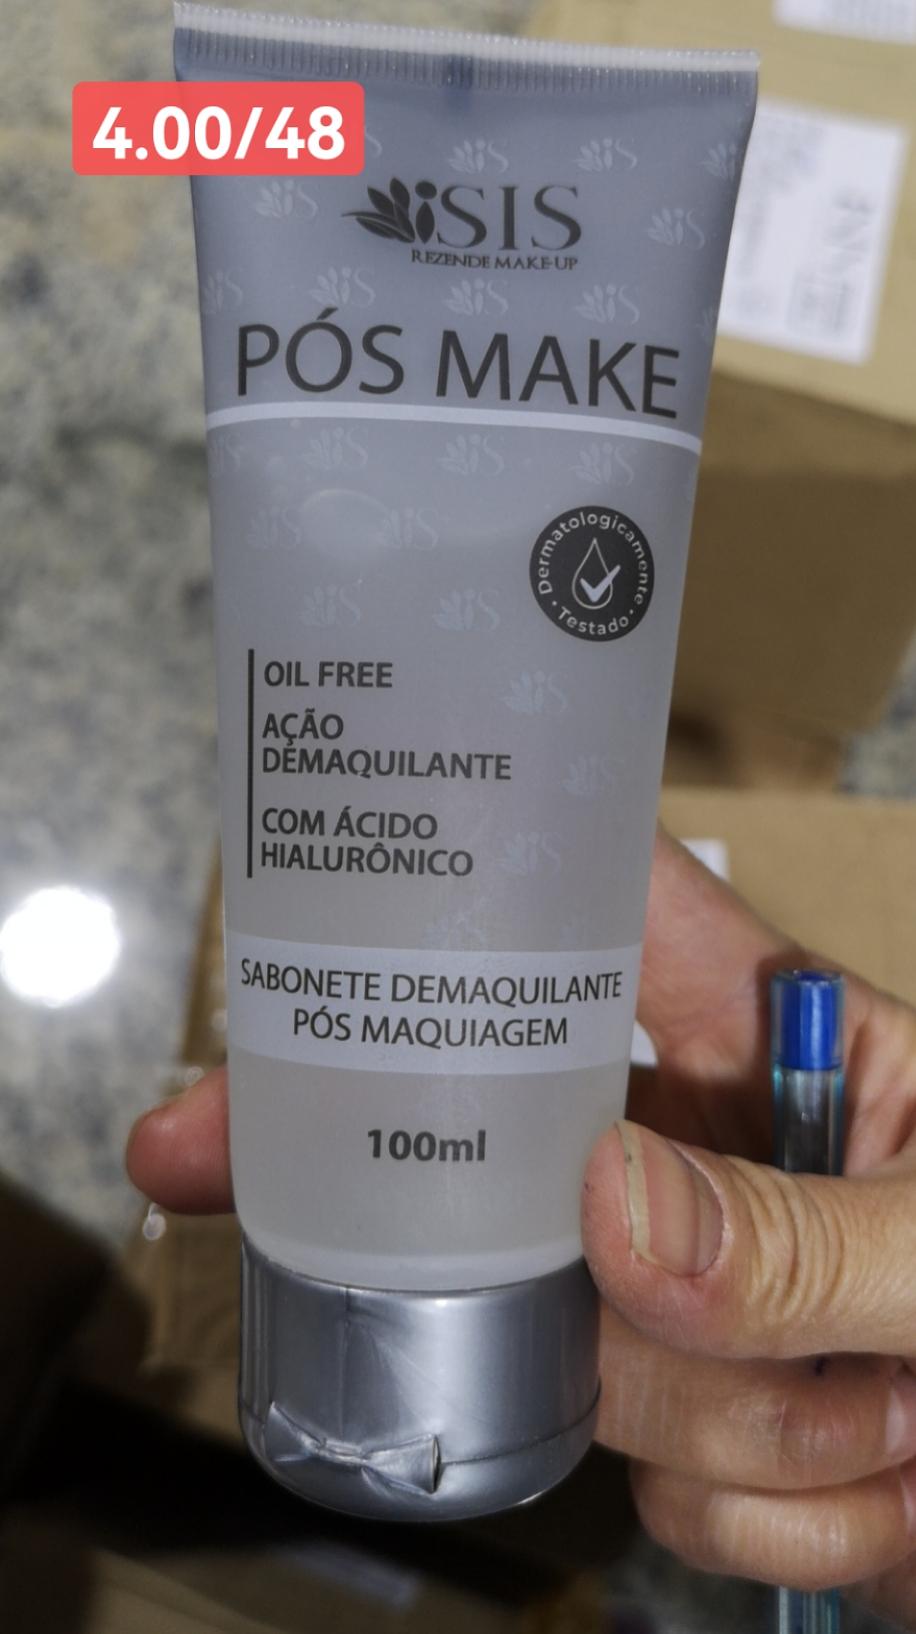 4.00/48
iSIS
REZENDE MAKE-UP
PÓS MAKE
Dermatologicamente
Testado
OIL FREE
AÇÃO
DEMAQUILANTE
COM ÁCIDO
HIALURÔNICO
SABONETE DEMAQUILANTE
PÓS MAQUIAGEM
100ml